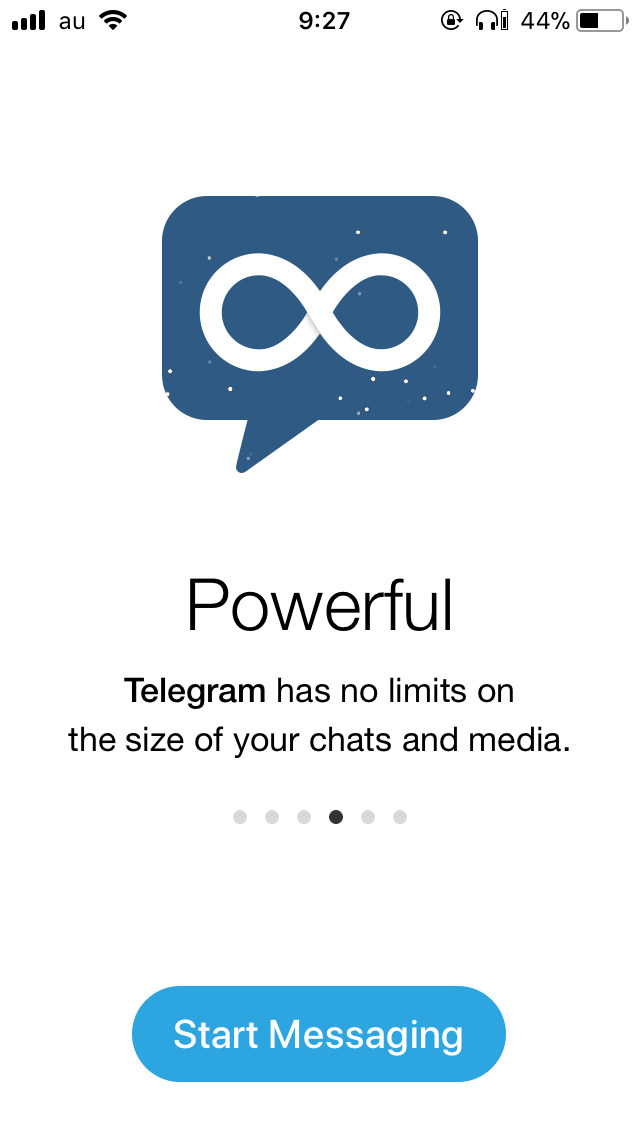 au 9:27 44%
Powerful
Telegram has no limits on
the size of your chats and media.
Start Messaging